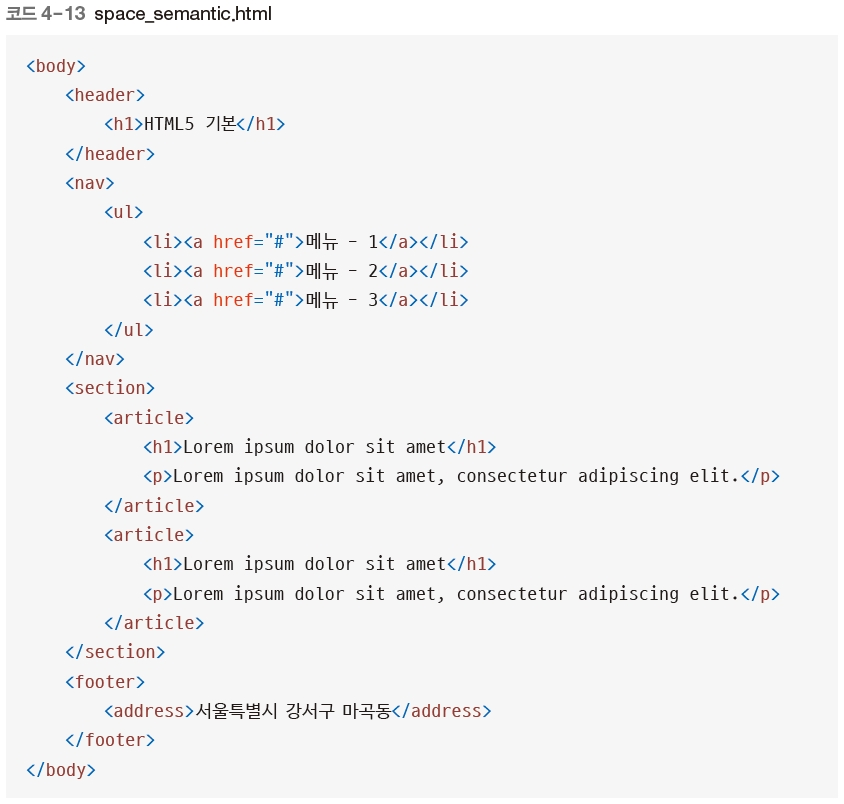 코드 4-13 space_semantic.html
<body>
    <header>
        <h1>HTML5 기본</h1>
    </header>
    <nav>
        <ul>
            <li><a href="#">메뉴 - 1</a></li>
            <li><a href="#">메뉴 - 2</a></li>
            <li><a href="#">메뉴 - 3</a></li>
        </ul>
    </nav>
    <section>
        <article>
            <h1>Lorem ipsum dolor sit amet</h1>
            <p>Lorem ipsum dolor sit amet, consectetur adipiscing elit.</p>
        </article>
        <article>
            <h1>Lorem ipsum dolor sit amet</h1>
            <p>Lorem ipsum dolor sit amet, consectetur adipiscing elit.</p>
        </article>
    </section>
    <footer>
        <address>서울특별시 강서구 마곡동</address>
    </footer>
</body>